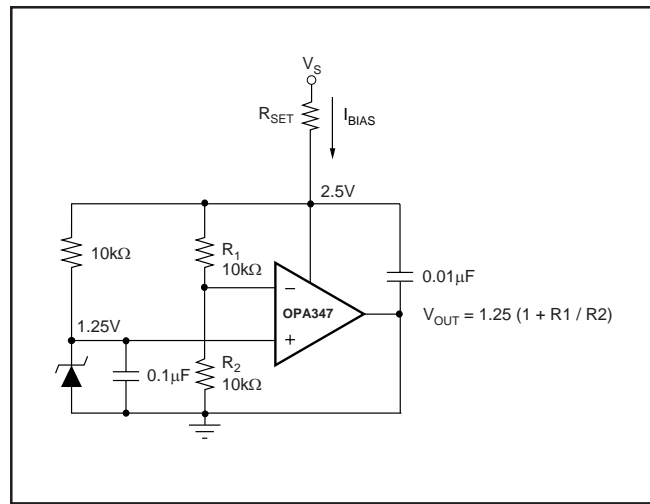 V_S
R_SET
I_BIAS
2.5V
10kΩ
R_1
10kΩ
0.01μF
−
OPA347
V_OUT = 1.25 (1 + R1 / R2)
1.25V
+
0.1μF
R_2
10kΩ